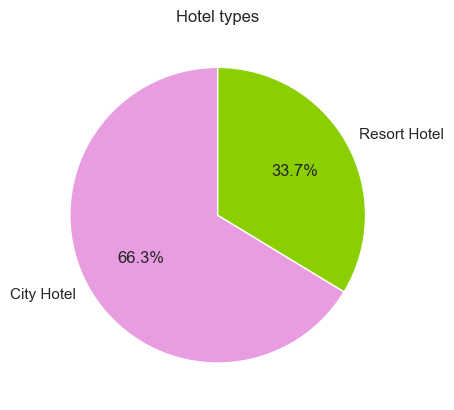 Hotel types
Resort Hotel
33.7%
66.3%
City Hotel